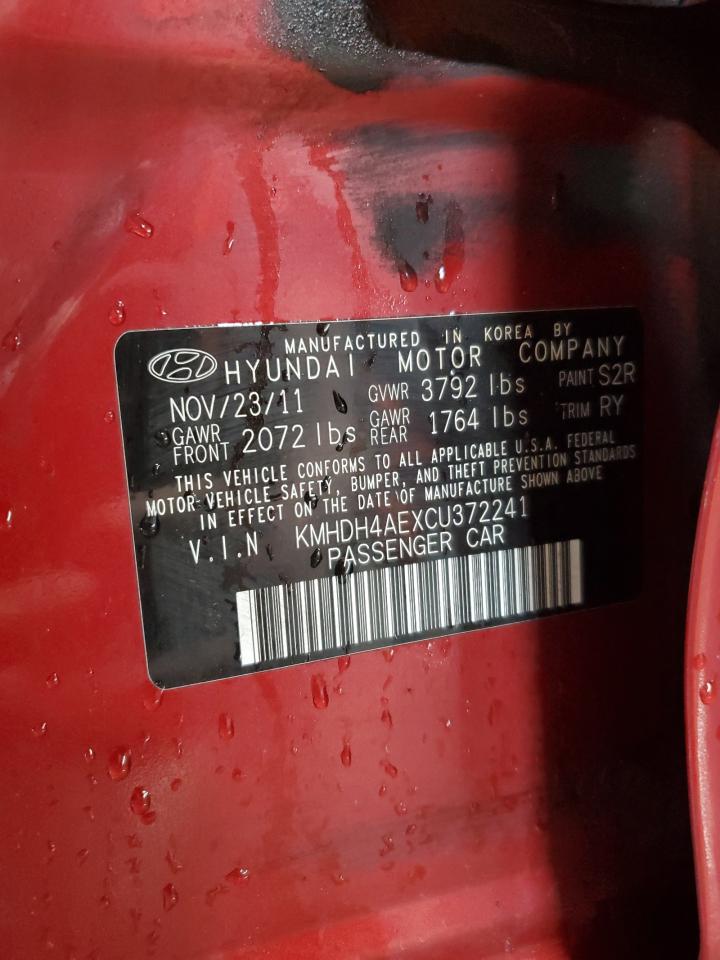 MANUFACTURED IN KOREA BY
HYUNDAI MOTOR COMPANY
NOV/23/11 GVWR 3792 lbs PAINT S2R
GAWR FRONT 2072 lbs GAWR REAR 1764 lbs TRIM RY
THIS VEHICLE CONFORMS TO ALL APPLICABLE U.S.A. FEDERAL
MOTOR-VEHICLE SAFETY, BUMPER, AND THEFT PREVENTION STANDARDS
IN EFFECT ON THE DATE OF MANUFACTURE SHOWN ABOVE
V.I.N KMHDH4AEXCU372241
PASSENGER CAR